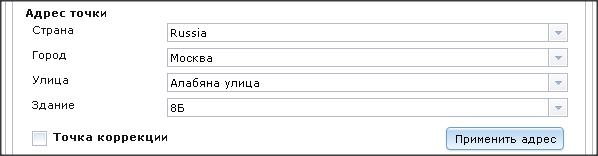 Адрес точки
Страна Russia
Город Москва
Улица Алабяна улица
Здание 8Б
Точка коррекции Применить адрес